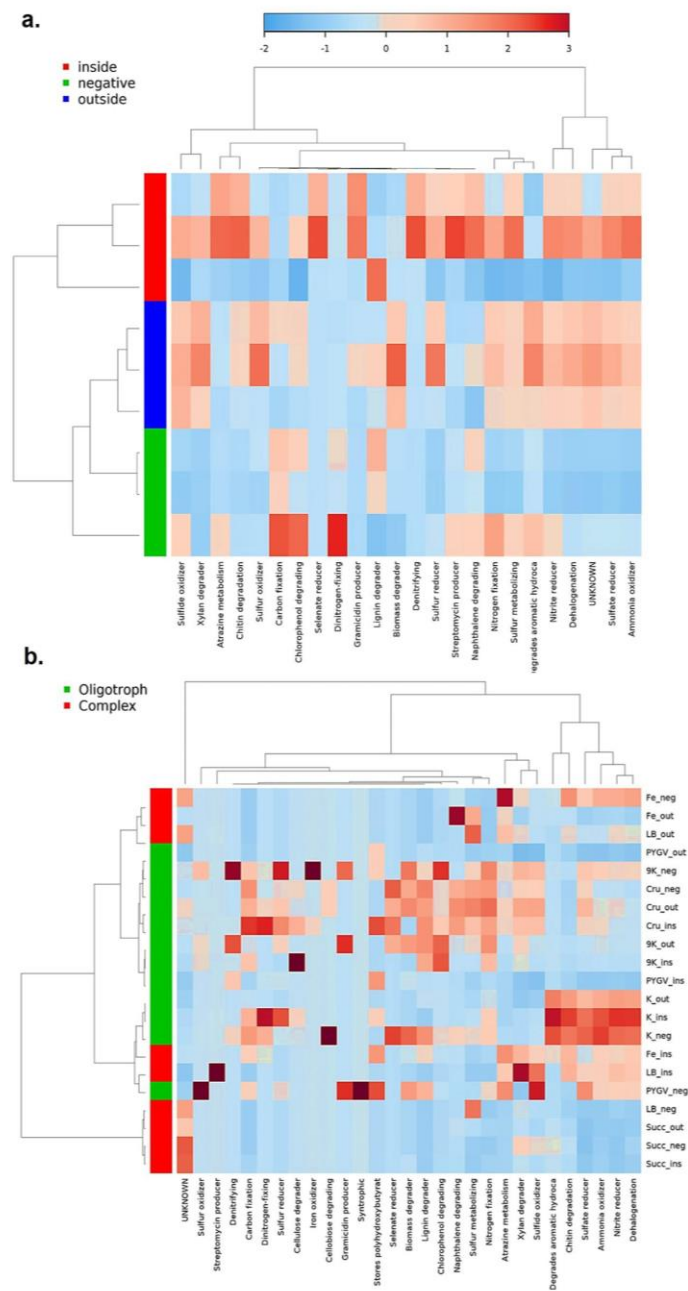 a.
-2 -1 0 1 2 3
inside
negative
outside
Sulfide oxidizer
Xylan degrader
Atrazine metabolism
Chitin degradation
Sulfur oxidizer
Carbon fixation
Chlorophenol degrading
Selenate reducer
Dinitrogen-fixing
Gramicidin producer
Lignin degrader
Biomass degrader
Denitrifying
Sulfur reducer
Streptomycin producer
Naphthalene degrading
Nitrogen fixation
Sulfur metabolizing
Degrades aromatic hydroca
Nitrite reducer
Dehalogenation
UNKNOWN
Sulfate reducer
Ammonia oxidizer
b.
Oligotroph
Complex
Fe_neg
Fe_out
LB_out
PYGV_out
9K_neg
Cru_neg
Cru_out
Cru_ins
9K_out
9K_ins
PYGV_ins
K_out
K_ins
K_neg
Fe_ins
LB_ins
PYGV_neg
LB_neg
Succ_out
Succ_neg
Succ_ins
UNKNOWN
Sulfur oxidizer
Streptomycin producer
Denitrifying
Carbon fixation
Dinitrogen-fixing
Sulfur reducer
Cellulose degrader
Iron oxidizer
Cellobiose degrading
Gramicidin producer
Syntrophic
Stores polyhydroxybutyrat
Selenate reducer
Biomass degrader
Lignin degrader
Chlorophenol degrading
Naphthalene degrading
Sulfur metabolizing
Nitrogen fixation
Atrazine metabolism
Xylan degrader
Sulfide oxidizer
Degrades aromatic hydroca
Chitin degradation
Sulfate reducer
Ammonia oxidizer
Nitrite reducer
Dehalogenation